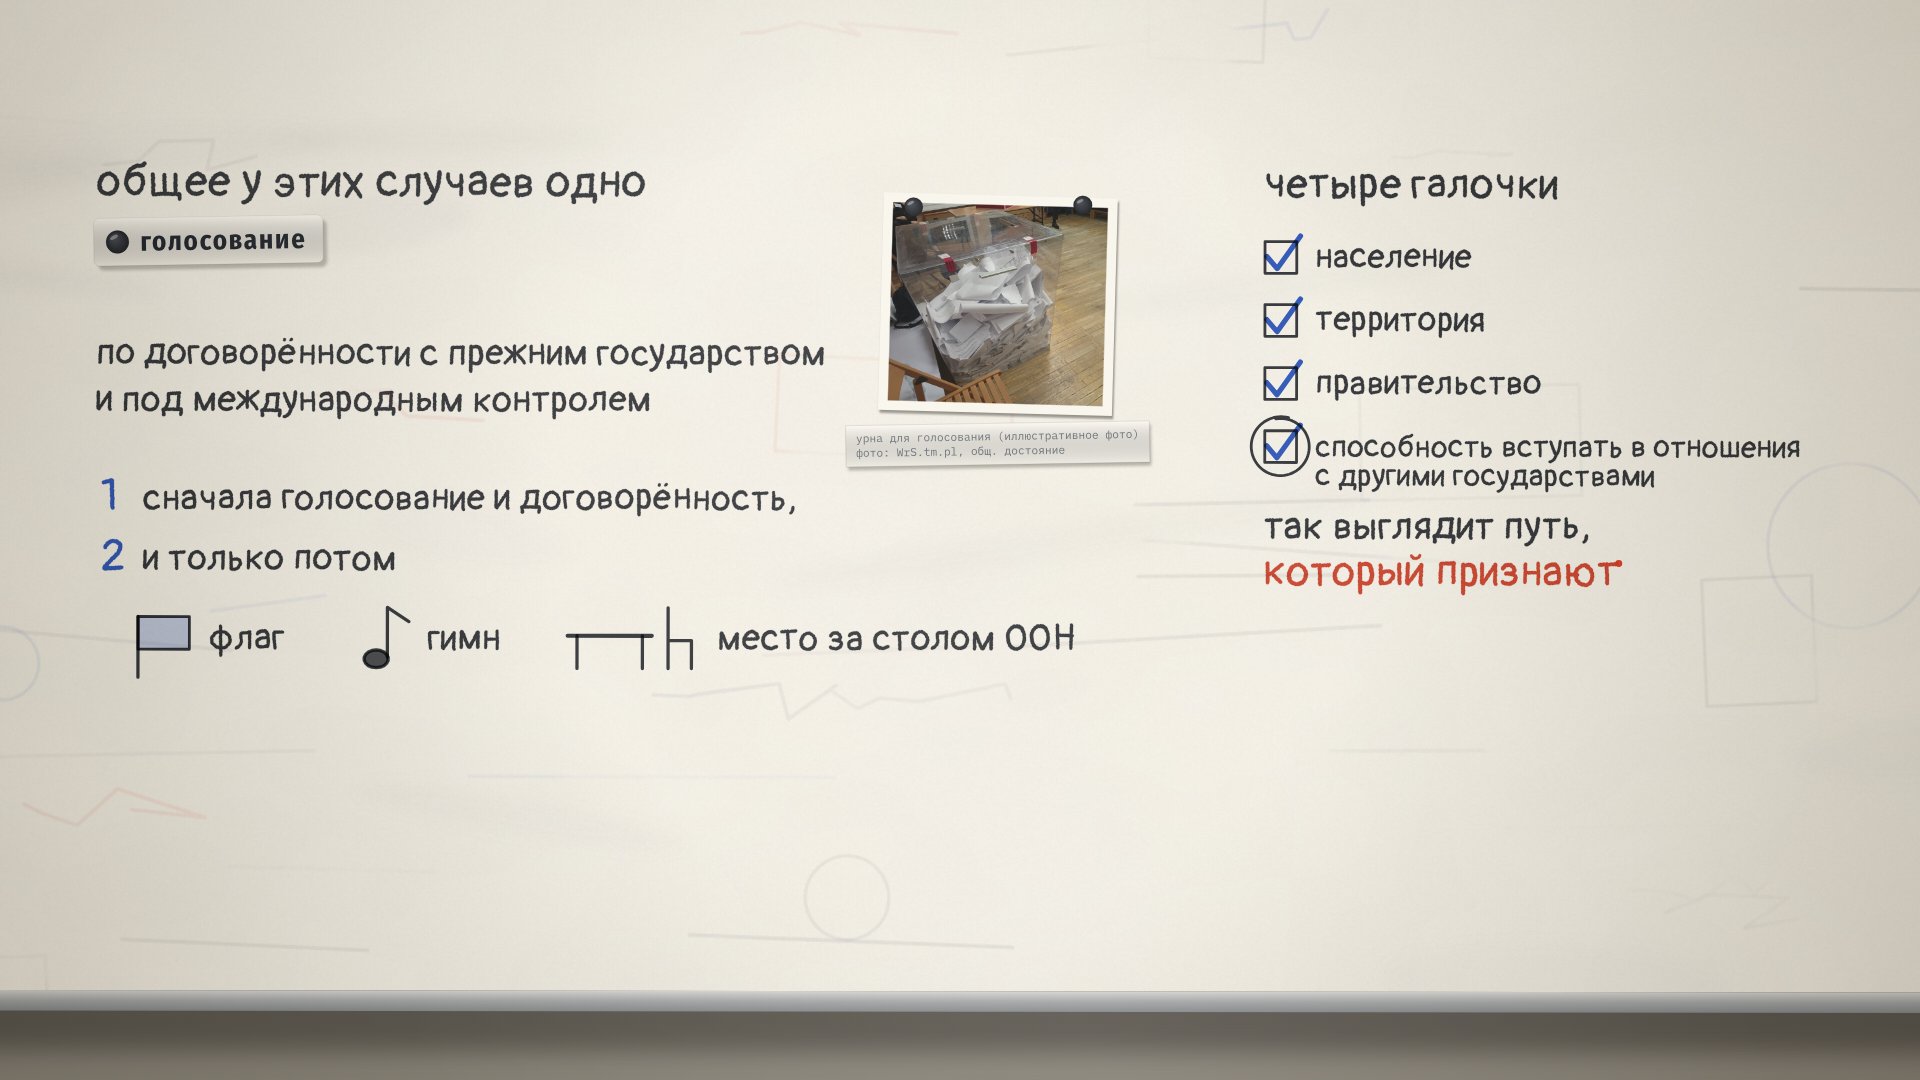 общее у этих случаев одно
голосование
по договорённости с прежним государством
и под международным контролем
1 сначала голосование и договорённость,
2 и только потом
флаг
гимн
место за столом ООН
урна для голосования (иллюстративное фото)
фото: WrS.tm.pl, общ. достояние
четыре галочки
население
территория
правительство
способность вступать в отношения
с другими государствами
так выглядит путь,
который признают